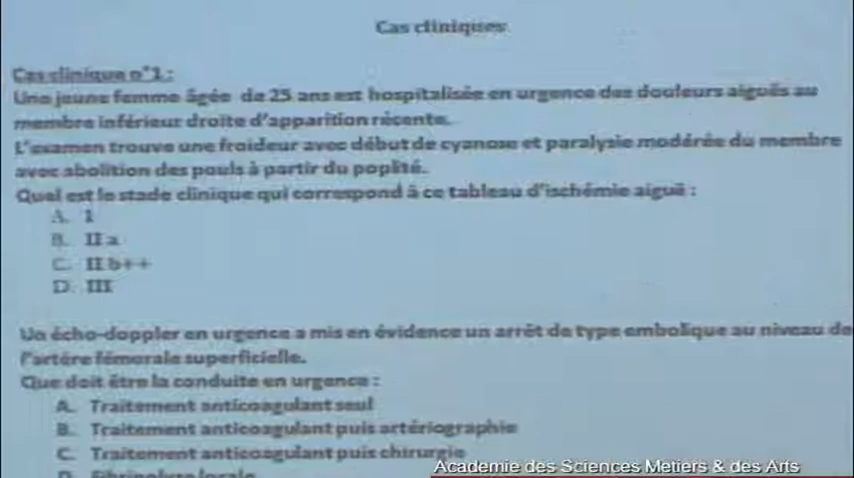 Cas cliniques
Cas clinique n°1 :
Une jeune femme âgée de 25 ans est hospitalisée en urgence des douleurs aiguës au
membre inférieur droite d'apparition récente.
L'examen trouve une froideur avec début de cyanose et paralysie modérée du membre
avec abolition des pouls à partir du poplité.
Quel est le stade clinique qui correspond à ce tableau d'ischémie aiguë :
A. I
B. II a
C. II b++
D. III
Un écho-doppler en urgence a mis en évidence un arrêt de type embolique au niveau de
l'artère fémorale superficielle.
Que doit être la conduite en urgence :
A. Traitement anticoagulant seul
B. Traitement anticoagulant puis artériographie
C. Traitement anticoagulant puis chirurgie
D. Fibrinolyse locale
Academie des Sciences Metiers & des Arts